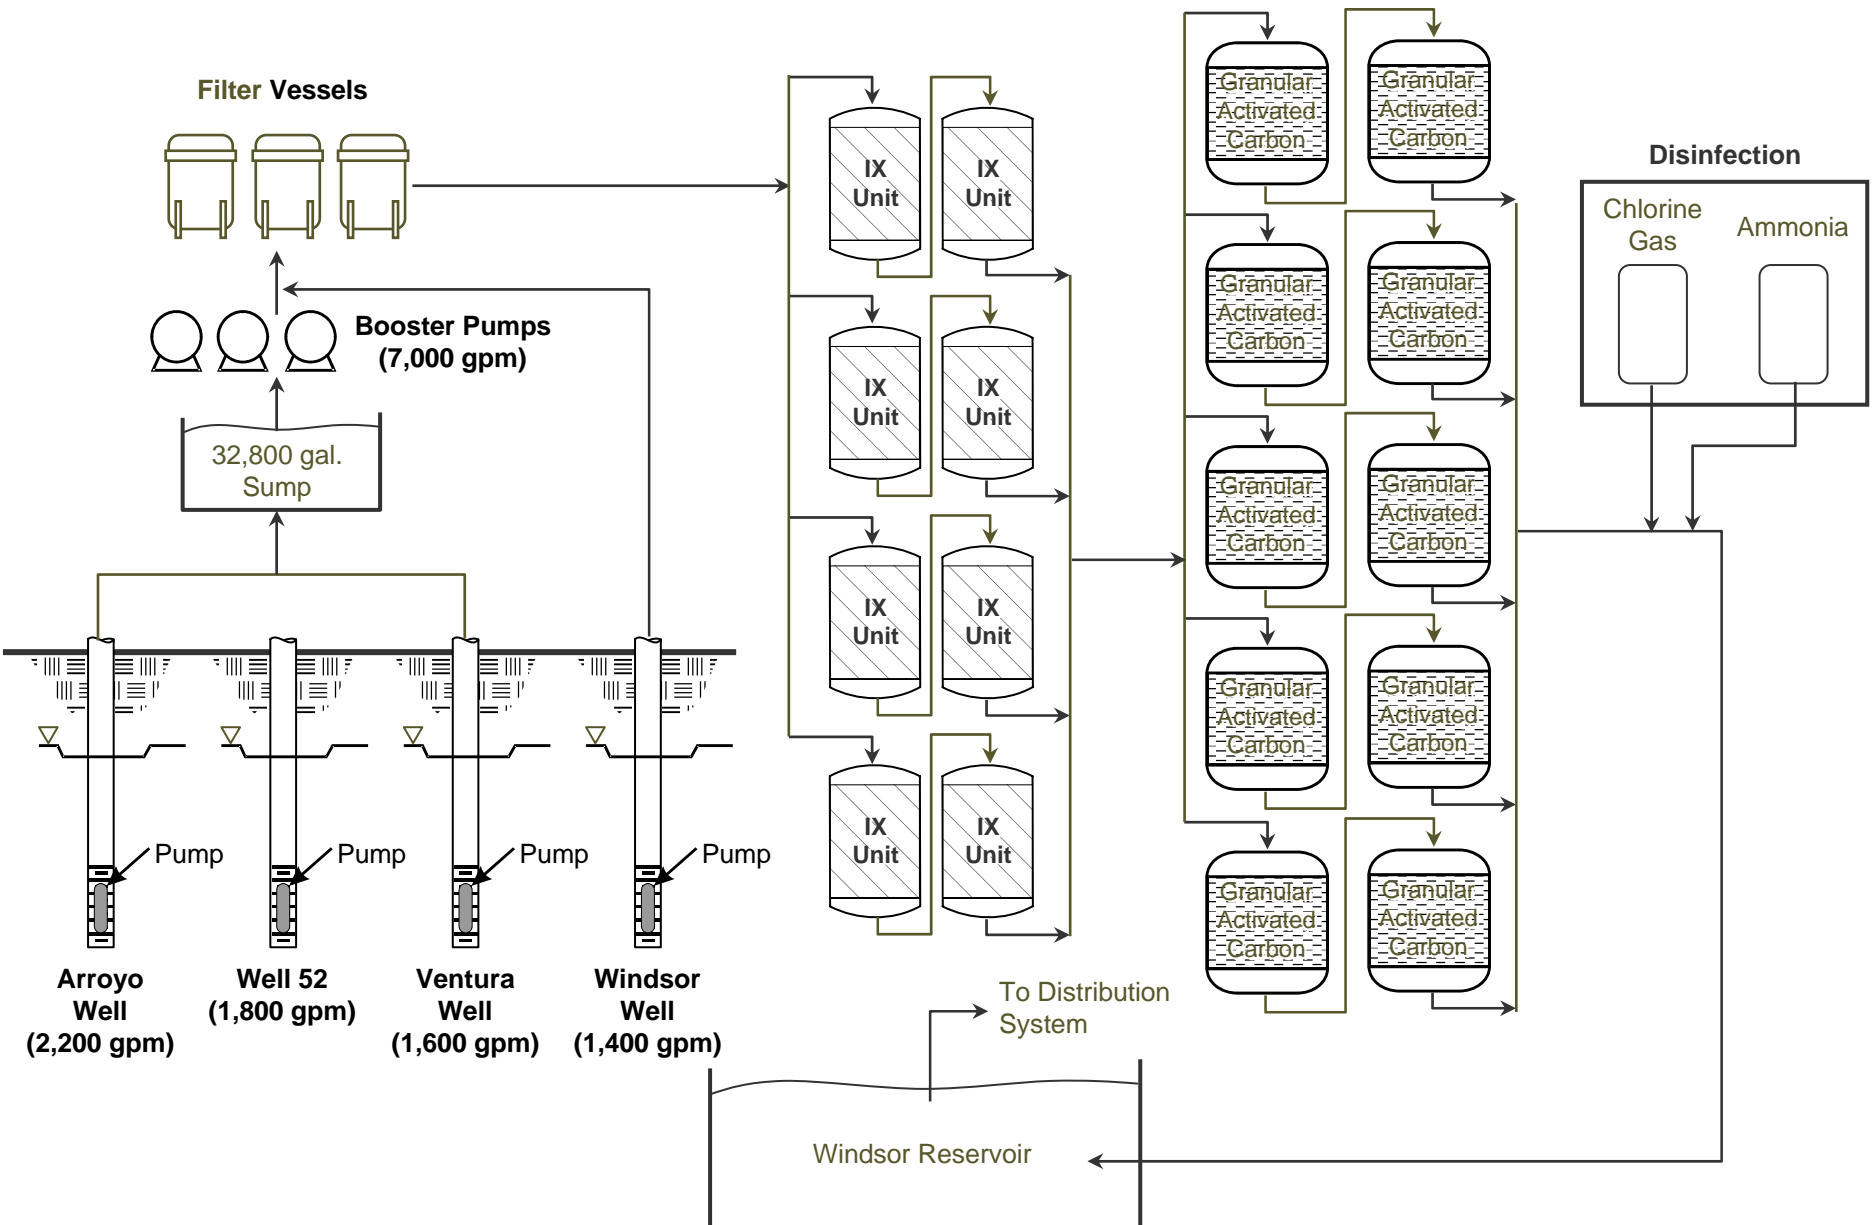 Filter Vessels
Booster Pumps
(7,000 gpm)
32,800 gal.
Sump
Pump
Pump
Pump
Pump
Arroyo
Well
(2,200 gpm)
Well 52
(1,800 gpm)
Ventura
Well
(1,600 gpm)
Windsor
Well
(1,400 gpm)
IX
Unit
IX
Unit
IX
Unit
IX
Unit
IX
Unit
IX
Unit
IX
Unit
IX
Unit
Granular
Activated
Carbon
Granular
Activated
Carbon
Granular
Activated
Carbon
Granular
Activated
Carbon
Granular
Activated
Carbon
Granular
Activated
Carbon
Granular
Activated
Carbon
Granular
Activated
Carbon
Granular
Activated
Carbon
Granular
Activated
Carbon
Disinfection
Chlorine
Gas
Ammonia
To Distribution
System
Windsor Reservoir